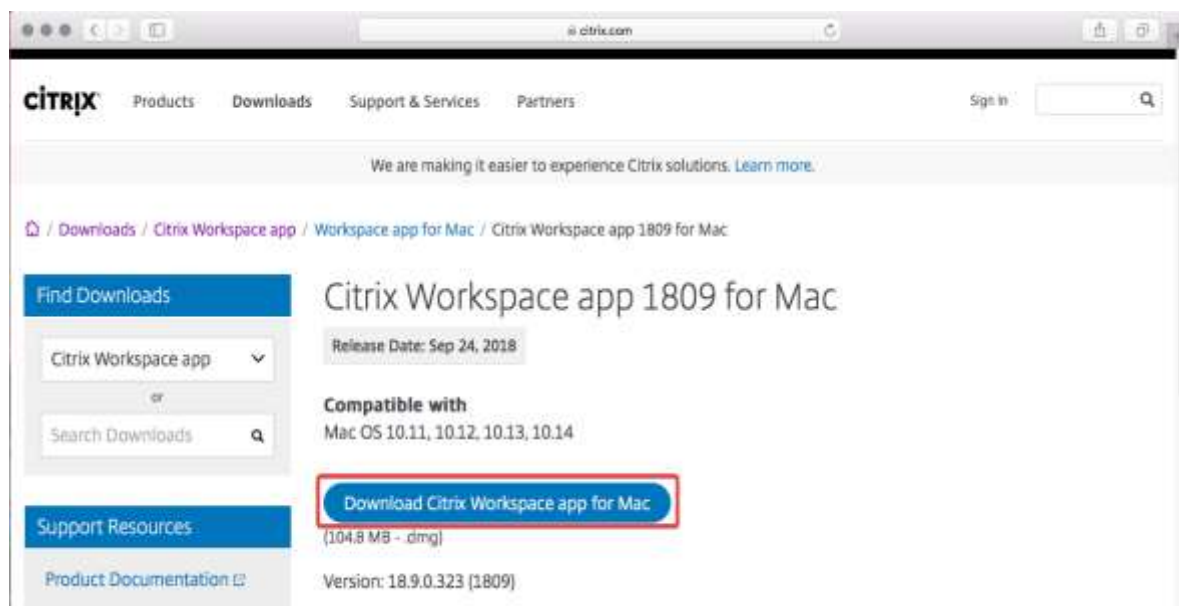 citrix.com
CITRIX Products Downloads Support & Services Partners Sign In
We are making it easier to experience Citrix solutions. Learn more.
/ Downloads / Citrix Workspace app / Workspace app for Mac / Citrix Workspace app 1809 for Mac
Find Downloads
Citrix Workspace app
or
Search Downloads
Support Resources
Product Documentation
Citrix Workspace app 1809 for Mac
Release Date: Sep 24, 2018
Compatible with
Mac OS 10.11, 10.12, 10.13, 10.14
Download Citrix Workspace app for Mac
(104.8 MB - .dmg)
Version: 18.9.0.323 (1809)